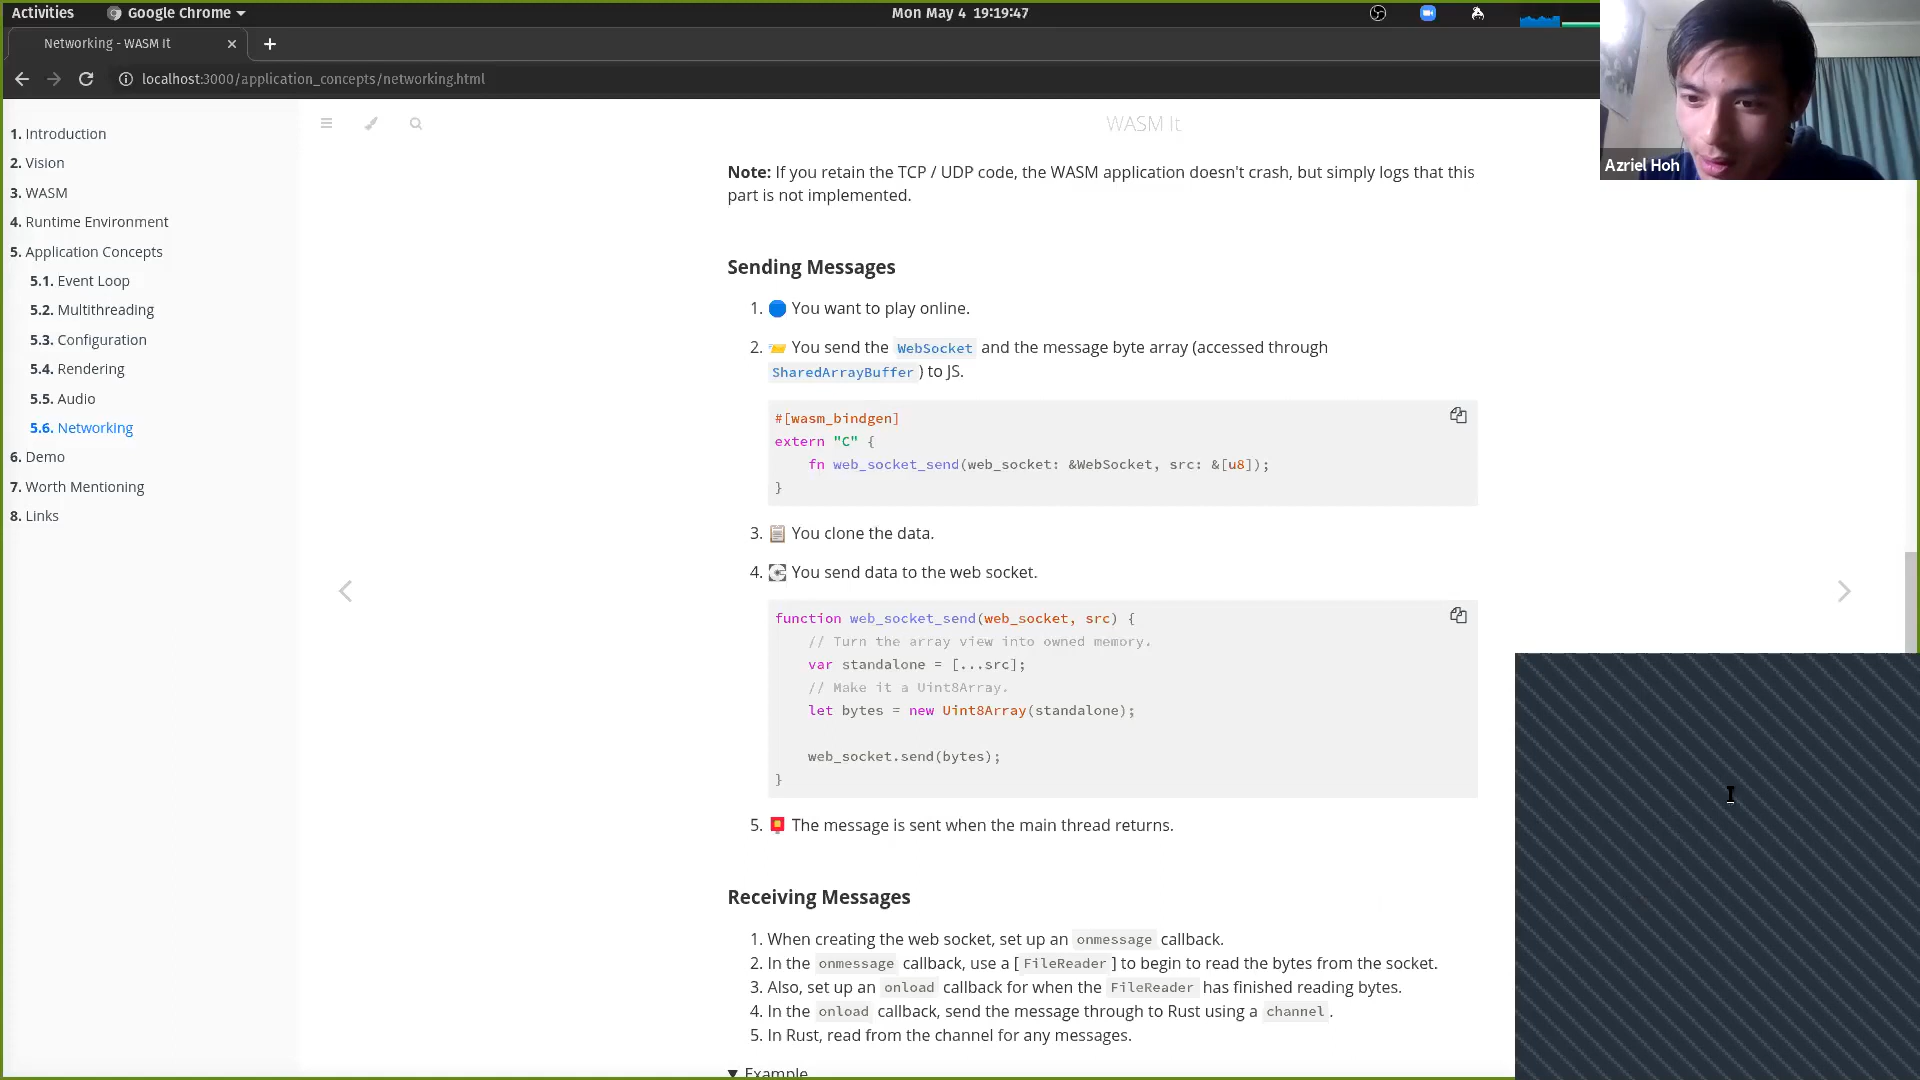 Activities
Google Chrome
Mon May 4 19:19:47
Networking - WASM It
localhost:3000/application_concepts/networking.html
Azriel Hoh
1. Introduction
2. Vision
3. WASM
4. Runtime Environment
5. Application Concepts
5.1. Event Loop
5.2. Multithreading
5.3. Configuration
5.4. Rendering
5.5. Audio
5.6. Networking
6. Demo
7. Worth Mentioning
8. Links
WASM It
Note: If you retain the TCP / UDP code, the WASM application doesn't crash, but simply logs that this
part is not implemented.
Sending Messages
1. 🔵 You want to play online.
2. 📨 You send the WebSocket and the message byte array (accessed through
SharedArrayBuffer ) to JS.
#[wasm_bindgen]
extern "C" {
fn web_socket_send(web_socket: &WebSocket, src: &[u8]);
}
3. 📋 You clone the data.
4. 💽 You send data to the web socket.
function web_socket_send(web_socket, src) {
// Turn the array view into owned memory.
var standalone = [...src];
// Make it a Uint8Array.
let bytes = new Uint8Array(standalone);
web_socket.send(bytes);
}
5. 📮 The message is sent when the main thread returns.
Receiving Messages
1. When creating the web socket, set up an onmessage callback.
2. In the onmessage callback, use a [ FileReader ] to begin to read the bytes from the socket.
3. Also, set up an onload callback for when the FileReader has finished reading bytes.
4. In the onload callback, send the message through to Rust using a channel .
5. In Rust, read from the channel for any messages.
▼ Example